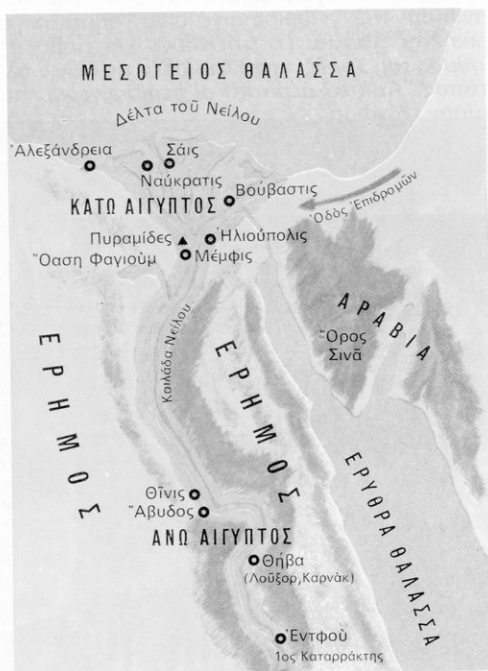 ΜΕΣΟΓΕΙΟΣ ΘΑΛΑΣΣΑ
Δέλτα τοῦ Νείλου
Ἀλεξάνδρεια
Σάις
Ναύκρατις
Βούβαστις
ΚΑΤΩ ΑΙΓΥΠΤΟΣ
Ὁδὸς Ἐπιδρομῶν
Πυραμίδες
Ἡλιούπολις
Ὄαση Φαγιοὺμ
Μέμφις
ΑΡΑΒΙΑ
Ὄρος
Σινᾶ
Κοιλάδα Νείλου
ΕΡΗΜΟΣ
ΕΡΗΜΟΣ
ΕΡΥΘΡΑ ΘΑΛΑΣΣΑ
Θῖνις
Ἄβυδος
ΑΝΩ ΑΙΓΥΠΤΟΣ
Θήβα
(Λοῦξορ, Καρνὰκ)
Ἐντφοὺ
1ος Καταρράκτης